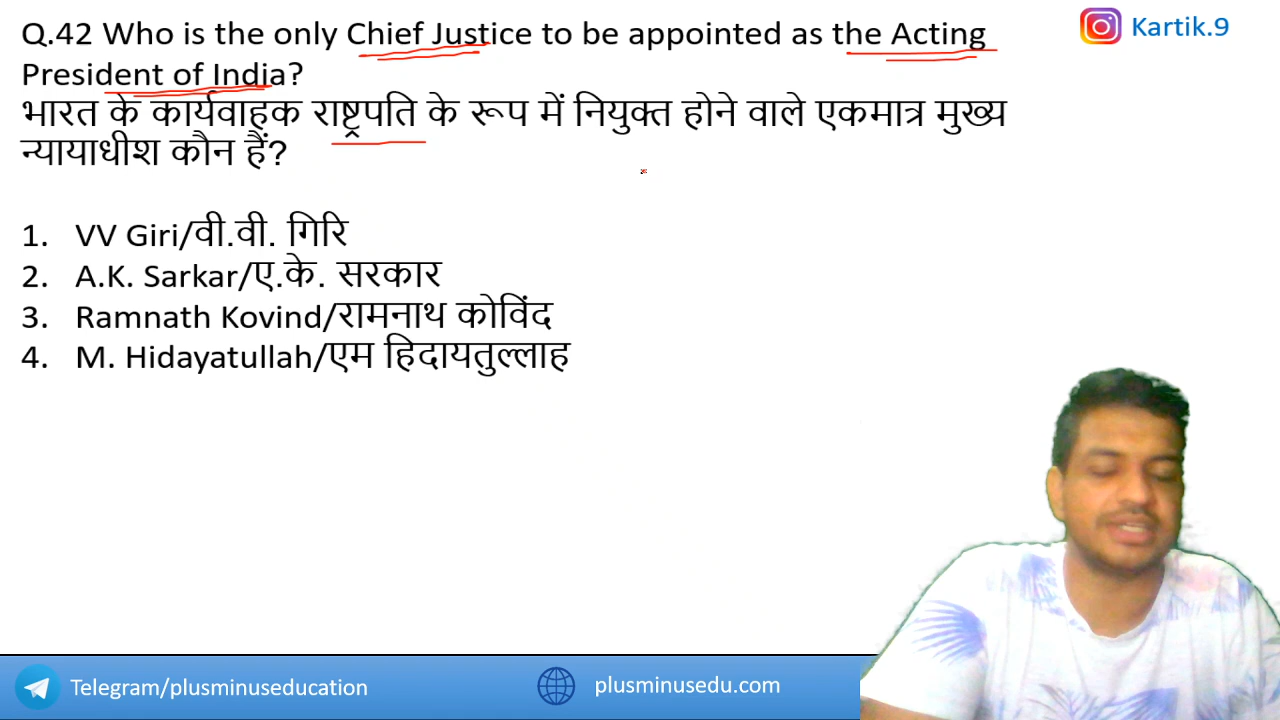 Q.42 Who is the only Chief Justice to be appointed as the Acting
President of India?
भारत के कार्यवाहक राष्ट्रपति के रूप में नियुक्त होने वाले एकमात्र मुख्य
न्यायाधीश कौन हैं?
1. VV Giri/वी.वी. गिरि
2. A.K. Sarkar/ए.के. सरकार
3. Ramnath Kovind/रामनाथ कोविंद
4. M. Hidayatullah/एम हिदायतुल्लाह
Kartik.9
Telegram/plusminuseducation
plusminusedu.com